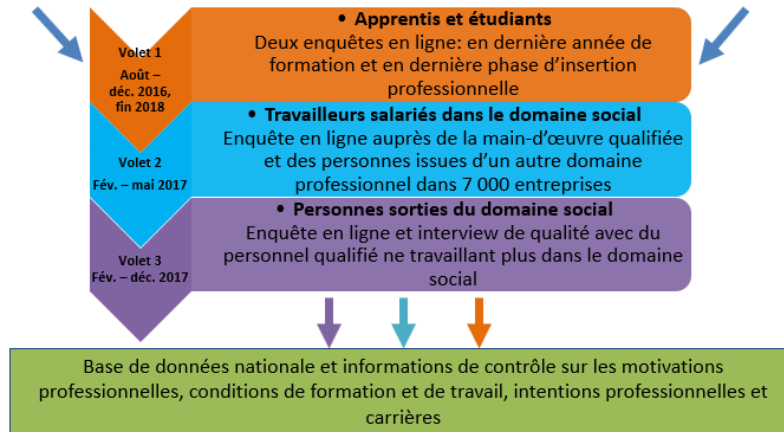 Volet 1
Août –
déc. 2016,
fin 2018
• Apprentis et étudiants
Deux enquêtes en ligne: en dernière année de
formation et en dernière phase d’insertion
professionnelle
Volet 2
Fév. – mai 2017
• Travailleurs salariés dans le domaine social
Enquête en ligne auprès de la main-d’œuvre qualifiée
et des personnes issues d’un autre domaine
professionnel dans 7 000 entreprises
Volet 3
Fév. – déc. 2017
• Personnes sorties du domaine social
Enquête en ligne et interview de qualité avec du
personnel qualifié ne travaillant plus dans le domaine
social
Base de données nationale et informations de contrôle sur les motivations
professionnelles, conditions de formation et de travail, intentions professionnelles et
carrières